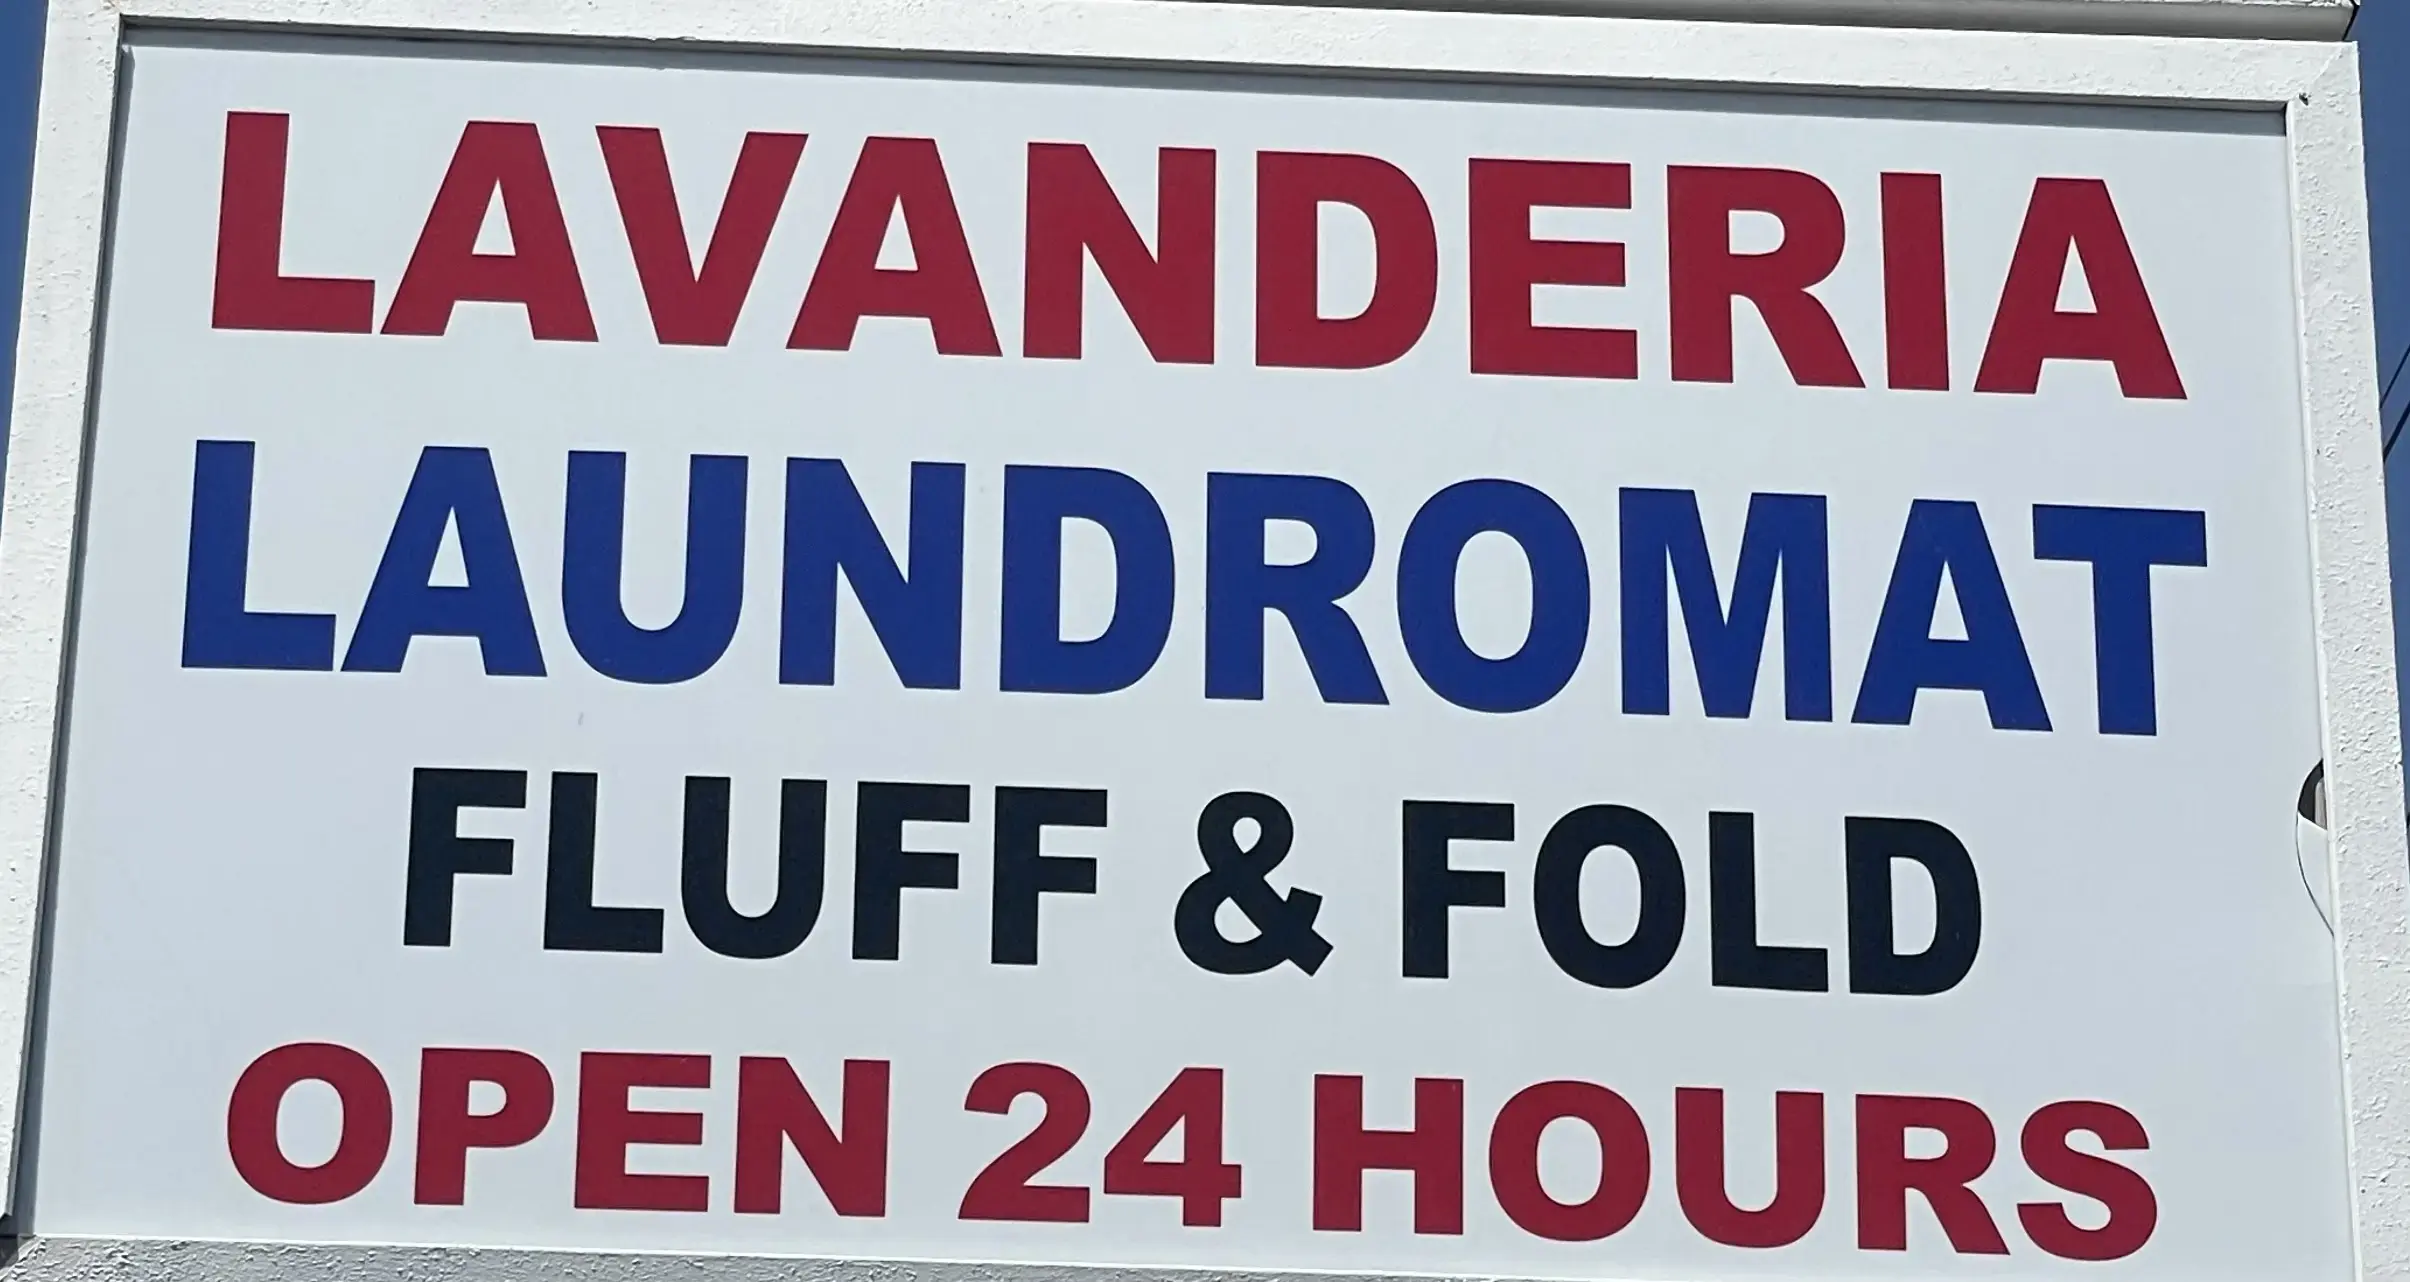 LAVANDERIA
LAUNDROMAT
FLUFF & FOLD
OPEN 24 HOURS